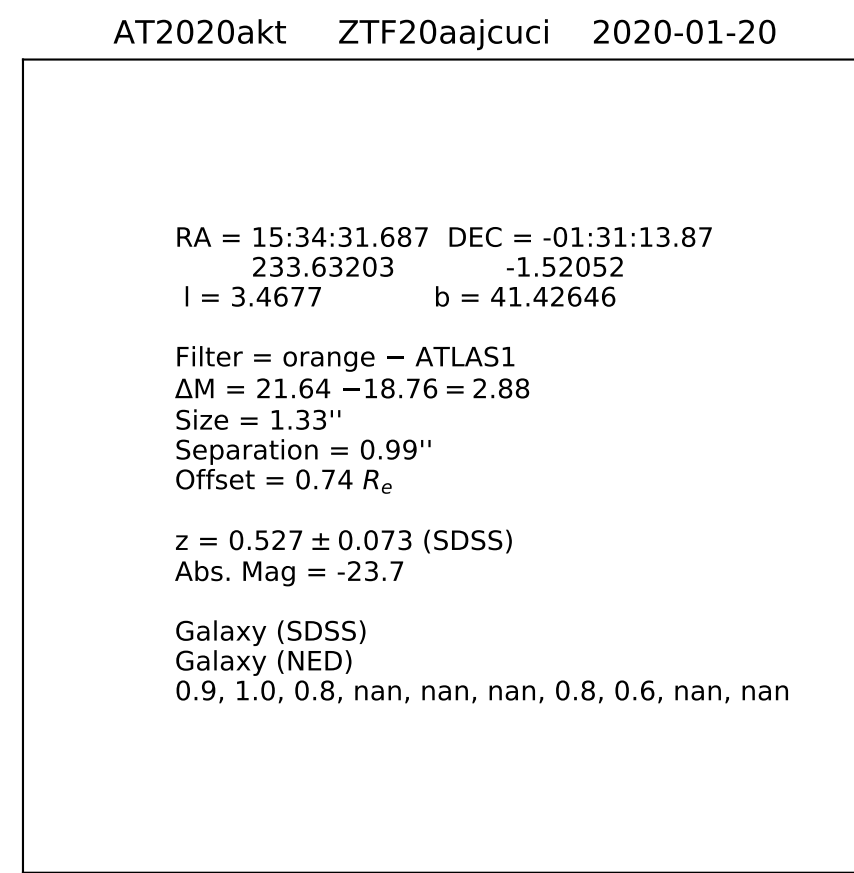 AT2020akt ZTF20aajcuci 2020-01-20
RA = 15:34:31.687 DEC = -01:31:13.87
233.63203 -1.52052
l = 3.4677 b = 41.42646
Filter = orange − ATLAS1
ΔM = 21.64 −18.76 = 2.88
Size = 1.33''
Separation = 0.99''
Offset = 0.74 Rₑ
z = 0.527 ± 0.073 (SDSS)
Abs. Mag = -23.7
Galaxy (SDSS)
Galaxy (NED)
0.9, 1.0, 0.8, nan, nan, nan, 0.8, 0.6, nan, nan